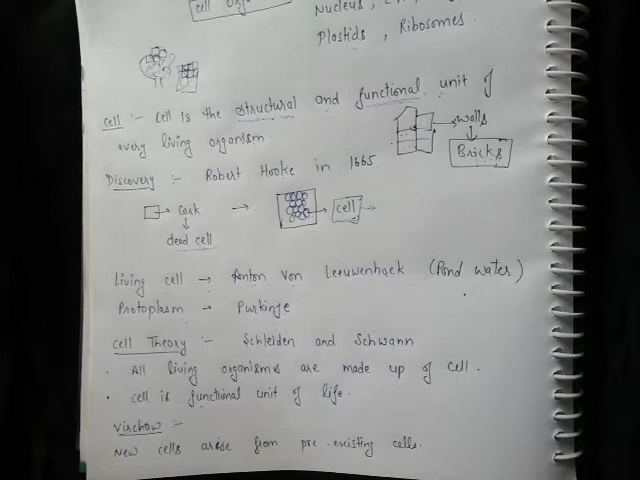 cell
Nucleus,
Plastids, Ribosomes.
cell :- Cell is the structural and functional unit of
every living organism
walls
Bricks
Discovery :- Robert Hooke in 1665
Cork → cell →
dead cell
Living cell → Anton Von Leeuwenhoek (Pond water)
Protoplasm → Purkinje
Cell Theory :- Schleiden and Schwann
. All living organisms are made up of cell.
. cell is functional unit of life.
Virchow :-
New cells arise from pre-existing cells.